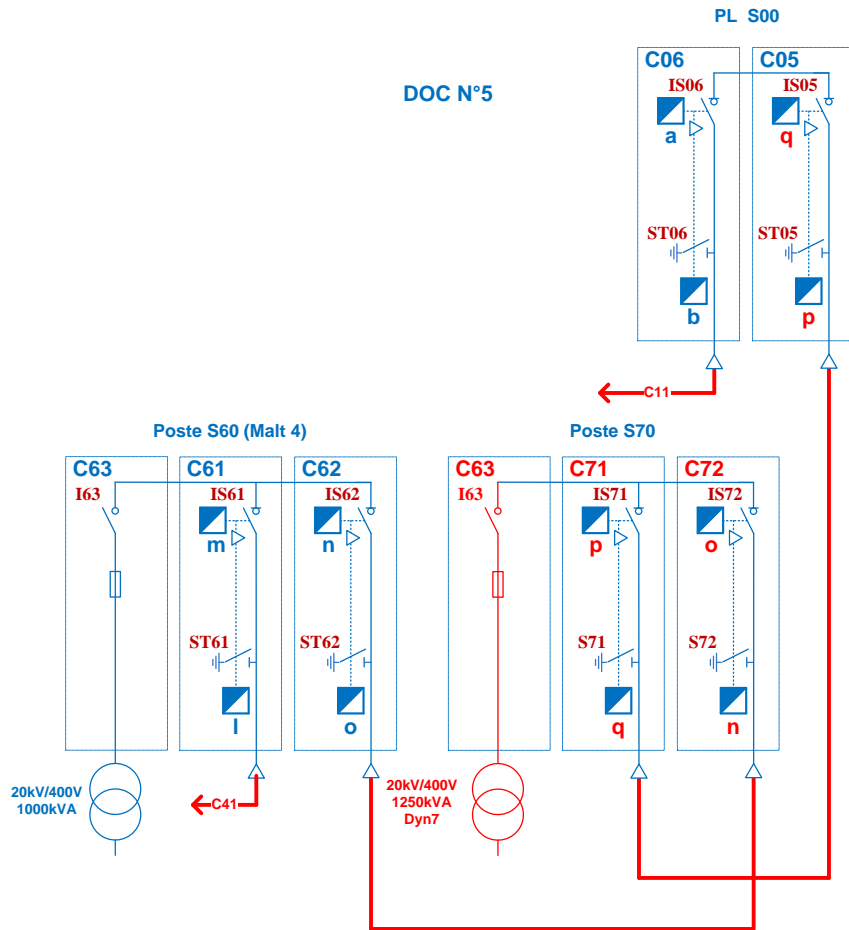 PL S00
C06 C05
DOC N°5
IS06 IS05
a q
ST06 ST05
b p
C11
Poste S60 (Malt 4) Poste S70
C63 C61 C62 C63 C71 C72
I63 IS61 IS62 I63 IS71 IS72
m n p o
ST61 ST62 S71 S72
l o q n
20kV/400V
1000kVA
C41
20kV/400V
1250kVA
Dyn7